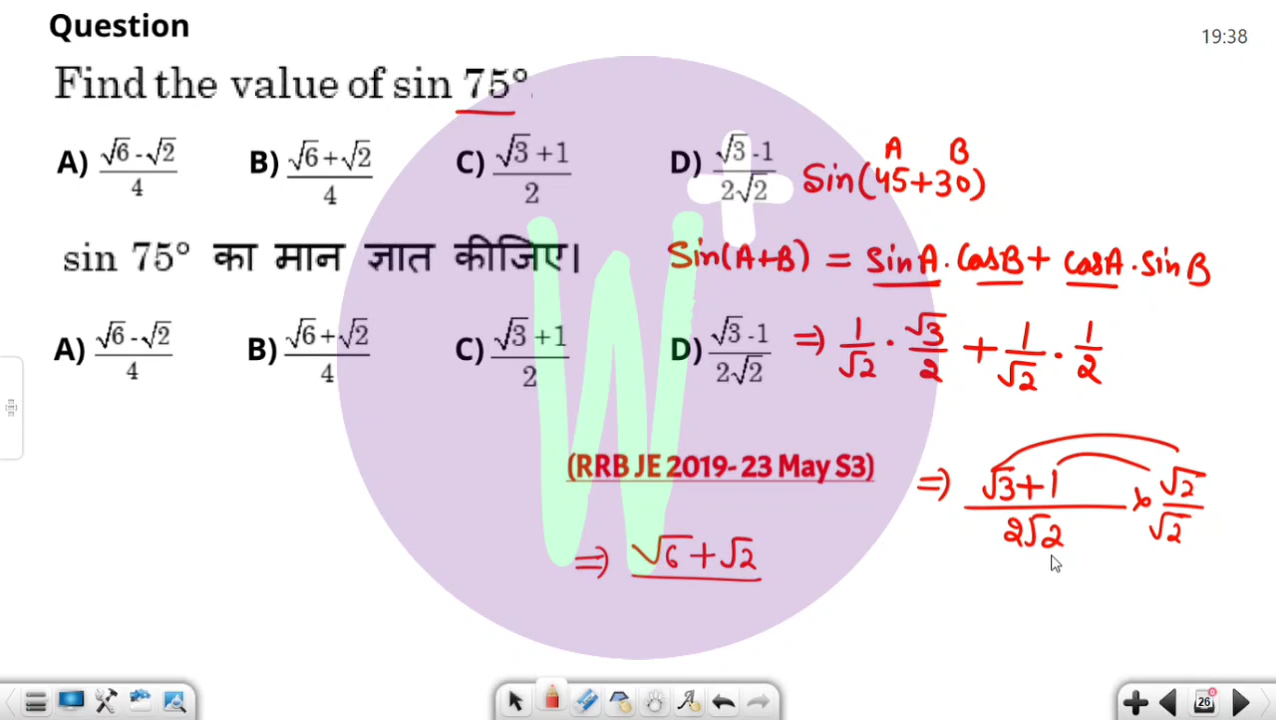 Question
19:38
Find the value of sin 75°
A) (√6 - √2)/4 B) (√6 + √2)/4 C) (√3 + 1)/2 D) (√3 - 1)/(2√2)
A B
Sin(45+30)
sin 75° का मान ज्ञात कीजिए।
Sin(A+B) = SinA . CosB + CosA . SinB
A) (√6 - √2)/4 B) (√6 + √2)/4 C) (√3 + 1)/2 D) (√3 - 1)/(2√2)
⇒ 1/√2 . √3/2 + 1/√2 . 1/2
(RRB JE 2019- 23 May S3)
⇒ (√3+1)/(2√2) × √2/√2
⇒ √6+√2
26